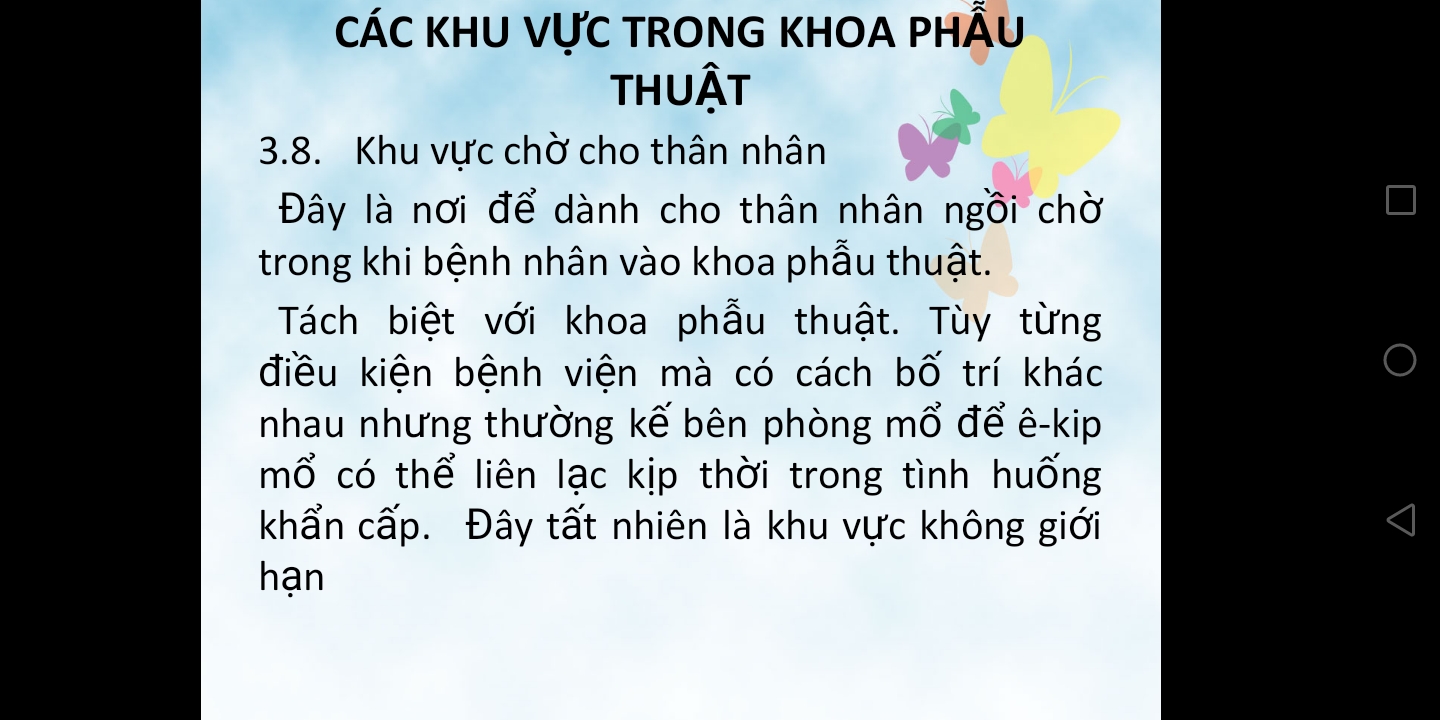 CÁC KHU VỰC TRONG KHOA PHẪU
THUẬT
3.8. Khu vực chờ cho thân nhân
Đây là nơi để dành cho thân nhân ngồi chờ
trong khi bệnh nhân vào khoa phẫu thuật.
Tách biệt với khoa phẫu thuật. Tùy từng
điều kiện bệnh viện mà có cách bố trí khác
nhau nhưng thường kế bên phòng mổ để ê-kip
mổ có thể liên lạc kịp thời trong tình huống
khẩn cấp. Đây tất nhiên là khu vực không giới
hạn